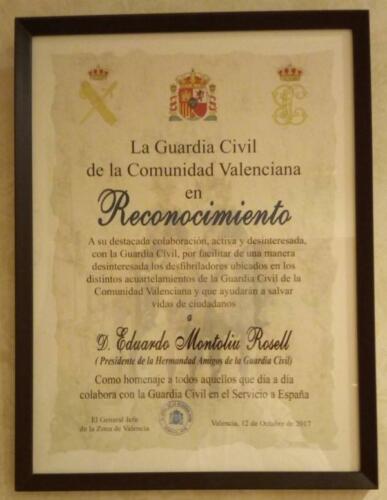 La Guardia Civil
de la Comunidad Valenciana
en
Reconocimiento
A su destacada colaboración, activa y desinteresada,
con la Guardia Civil, por facilitar de una manera
desinteresada los desfibriladores ubicados en los
distintos acuartelamientos de la Guardia Civil de la
Comunidad Valenciana y que ayudarán a salvar
vidas de ciudadanos
a
D. Eduardo Montoliu Rosell
( Presidente de la Hermandad Amigos de la Guardia Civil)
Como homenaje a todos aquellos que día a día
colabora con la Guardia Civil en el Servicio a España
El General Jefe
de la Zona de Valencia
Valencia, 12 de Octubre de 2017